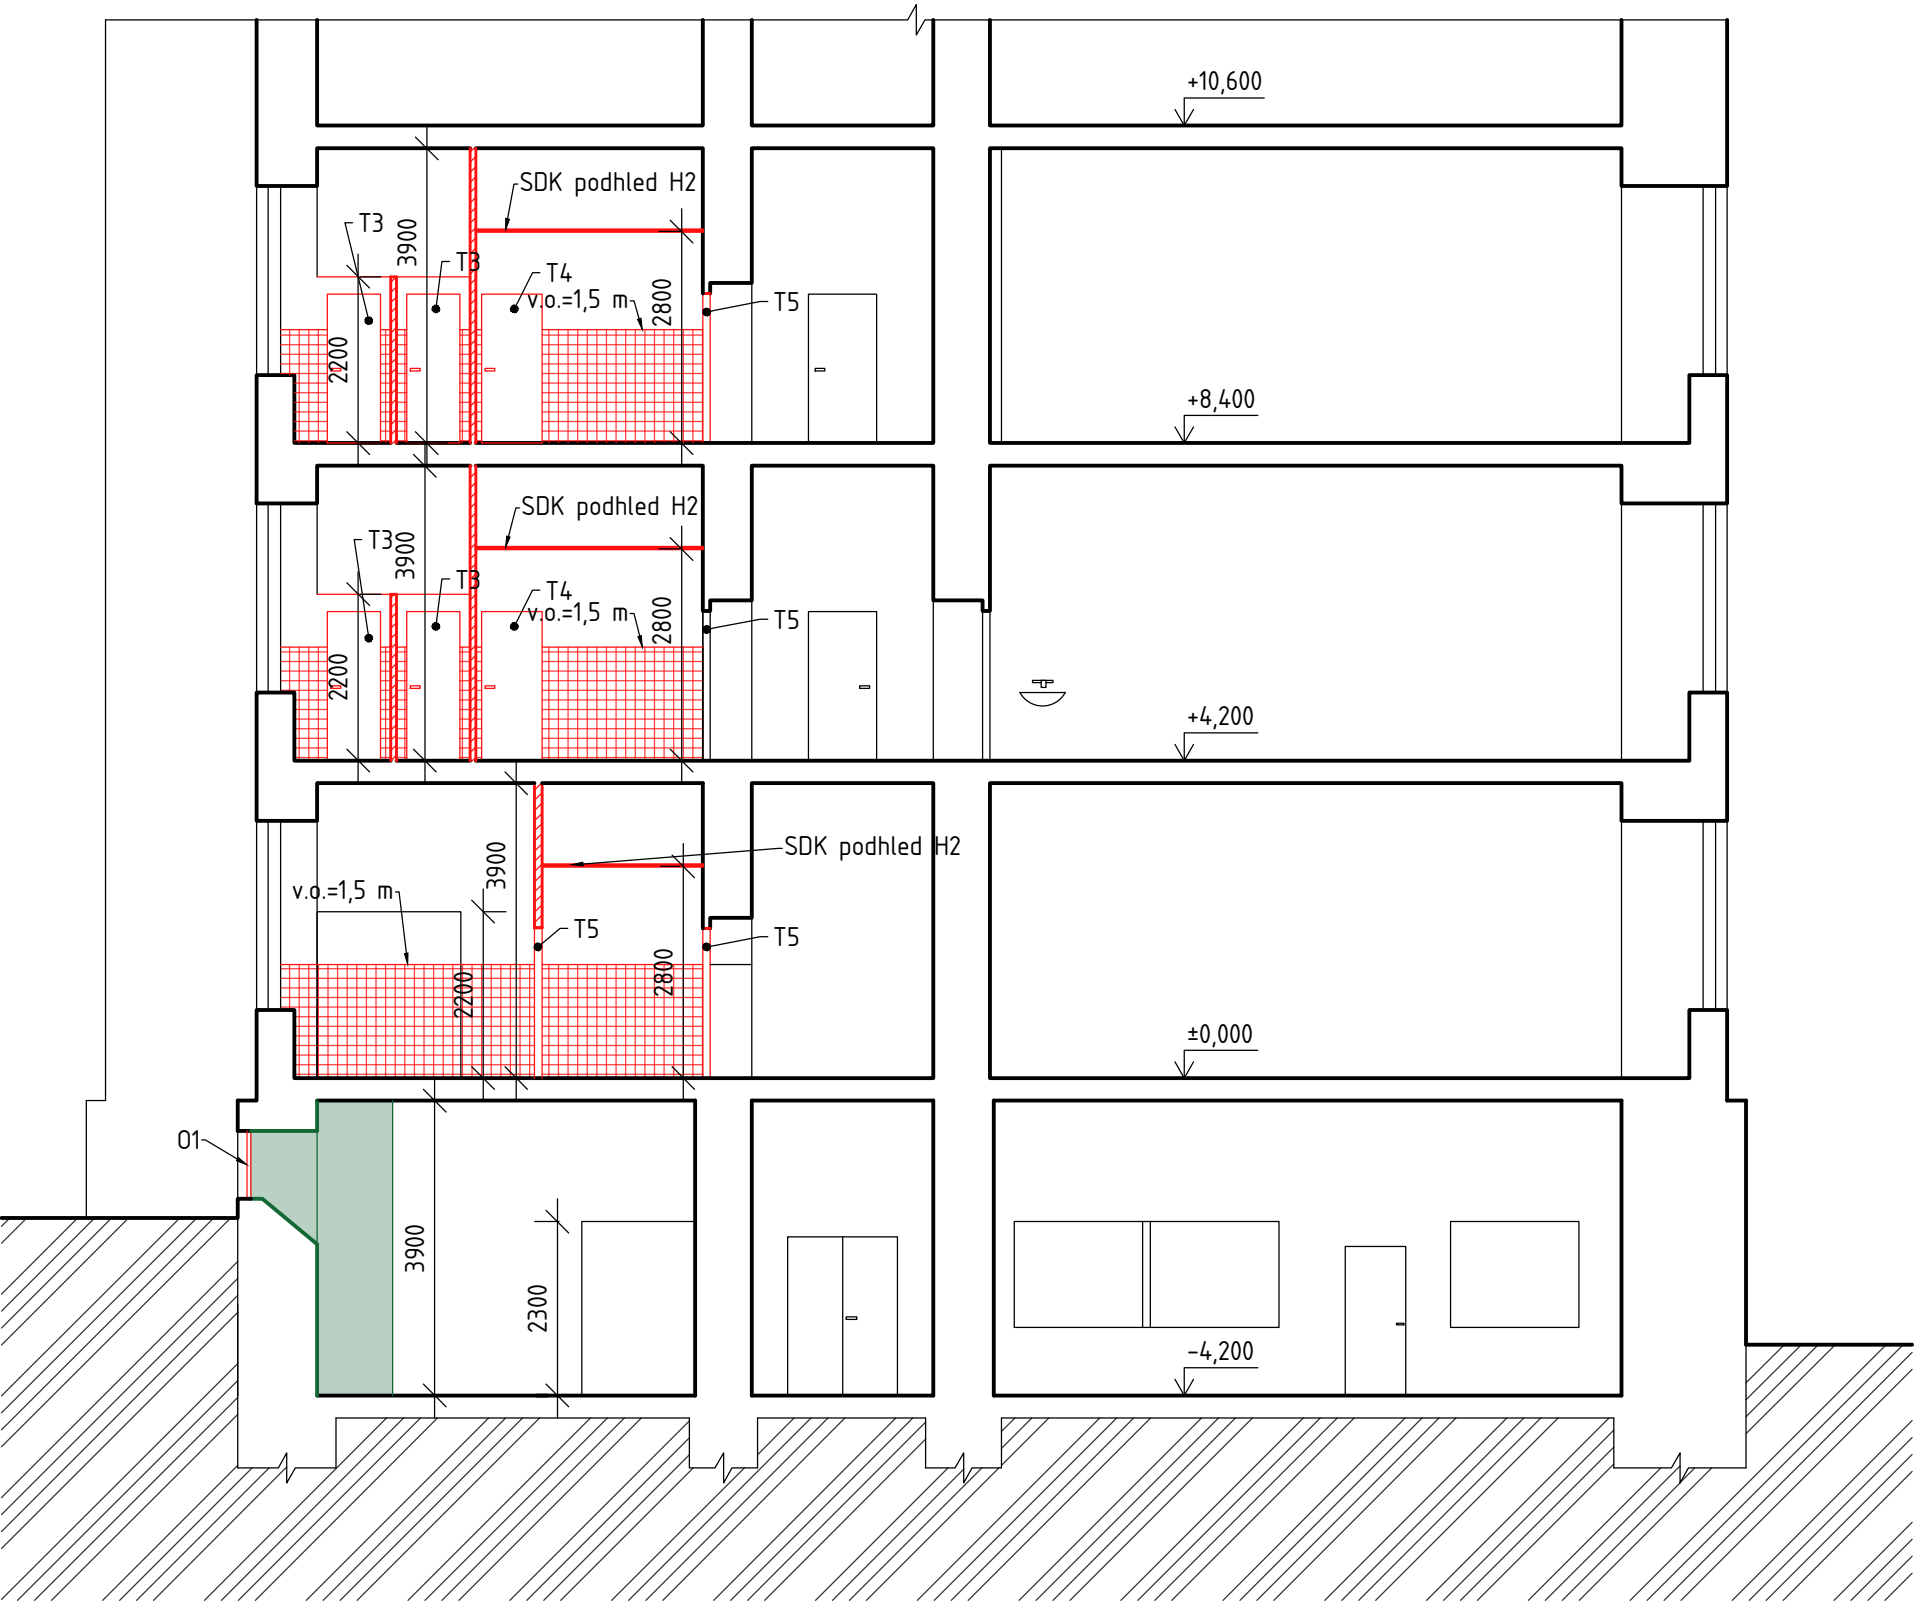 +10,600
SDK podhled H2
T3
3900
T3
T4
v.o.=1,5 m
2800
T5
2200
+8,400
SDK podhled H2
T3
3900
T3
T4
v.o.=1,5 m
2800
T5
2200
+4,200
SDK podhled H2
3900
v.o.=1,5 m
T5
T5
2800
2200
±0,000
O1
3900
2300
-4,200